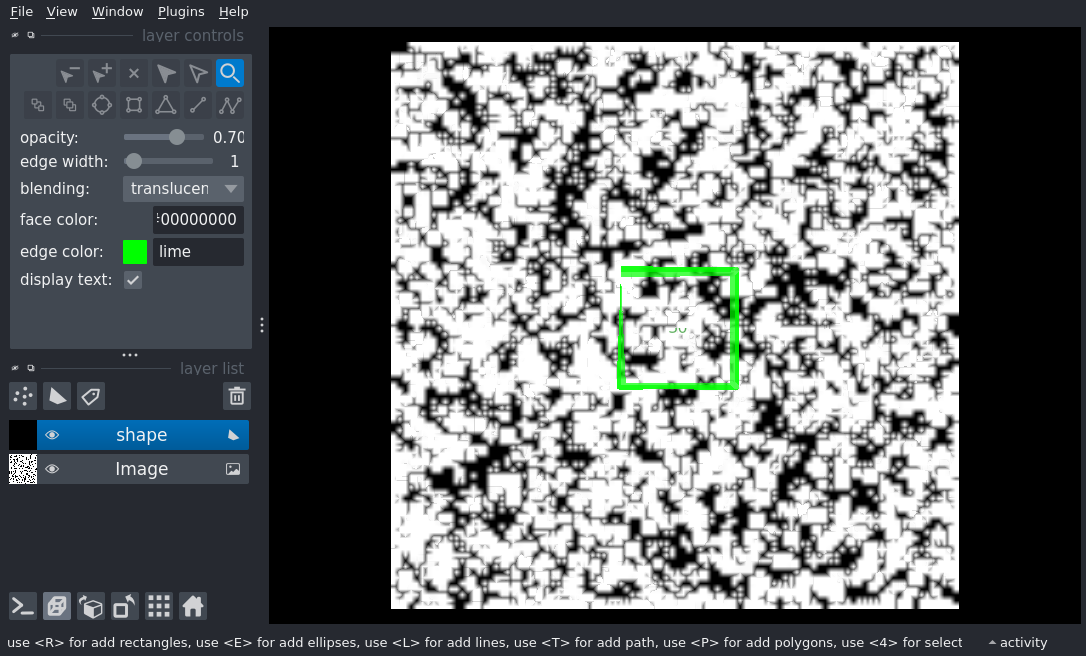 File View Window Plugins Help
layer controls
opacity: 0.70
edge width: 1
blending: translucen
face color: 00000000
edge color: lime
display text:
layer list
shape
Image
use <R> for add rectangles, use <E> for add ellipses, use <L> for add lines, use <T> for add path, use <P> for add polygons, use <4> for select
activity